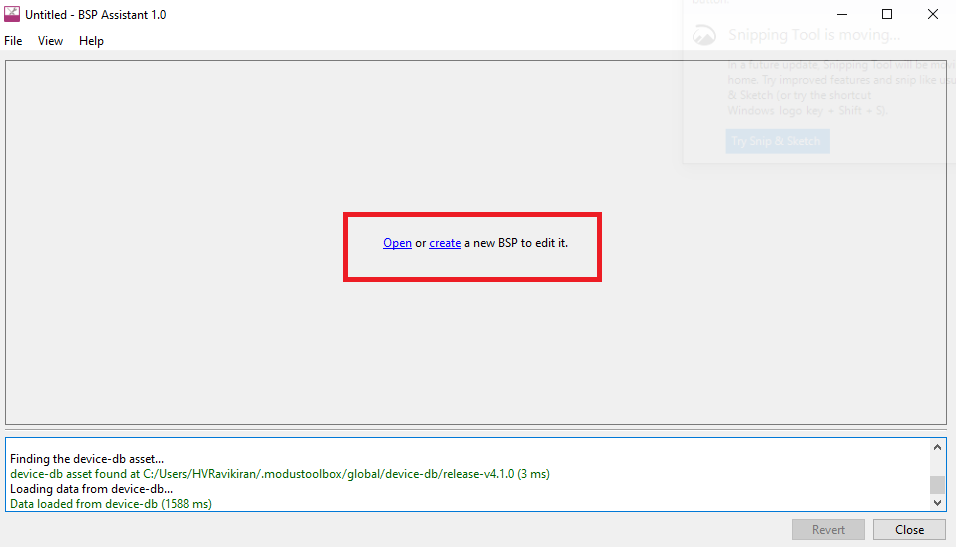 Untitled - BSP Assistant 1.0
File View Help
Snipping Tool is moving...
In a future update, Snipping Tool will be movi
home. Try improved features and snip like usu
& Sketch (or try the shortcut
Windows logo key + Shift + S).
Try Snip & Sketch
Open or create a new BSP to edit it.
Finding the device-db asset...
device-db asset found at C:/Users/HVRavikiran/.modustoolbox/global/device-db/release-v4.1.0 (3 ms)
Loading data from device-db...
Data loaded from device-db (1588 ms)
Revert Close